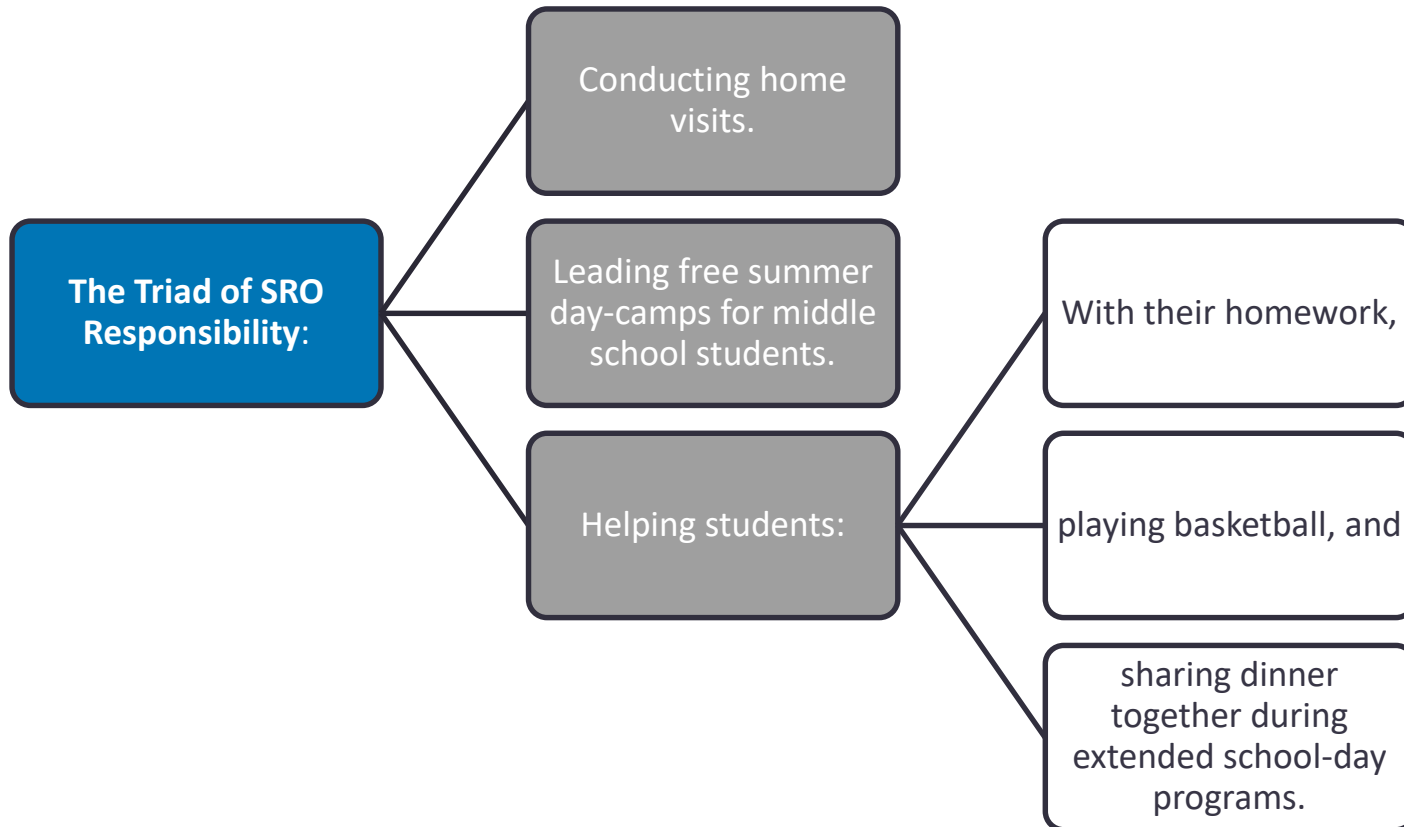 The Triad of SRO
Responsibility:
Conducting home
visits.
Leading free summer
day-camps for middle
school students.
Helping students:
With their homework,
playing basketball, and
sharing dinner
together during
extended school-day
programs.